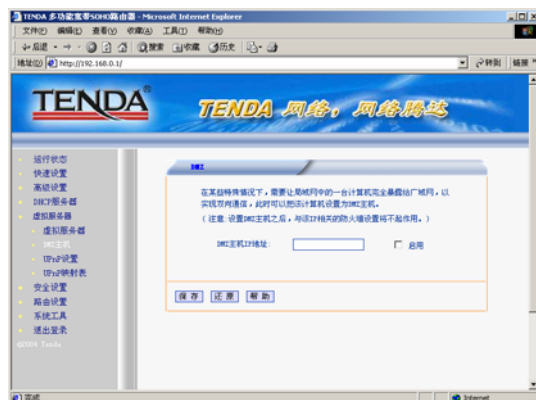 TENDA 多功能宽带SOHO路由器 - Microsoft Internet Explorer
文件(F) 编辑(E) 查看(V) 收藏(A) 工具(T) 帮助(H)
后退 搜索 收藏 历史
地址(D) http://192.168.0.1/ 转到 链接 »
TENDA®
TENDA 网络，网络腾达
运行状态
快速设置
高级设置
DHCP服务器
虚拟服务器
虚拟服务器
DMZ主机
UPnP设置
UPnP映射表
安全设置
路由设置
系统工具
退出登录
©2004 Tenda
DMZ
在某些特殊情况下，需要让局域网中的一台计算机完全暴露给广域网，以
实现双向通信，此时可以把该计算机设置为DMZ主机。
（注意:设置DMZ主机之后，与该IP相关的防火墙设置将不起作用。）
DMZ主机IP地址: 启用
保存 还原 帮助
完成 Internet